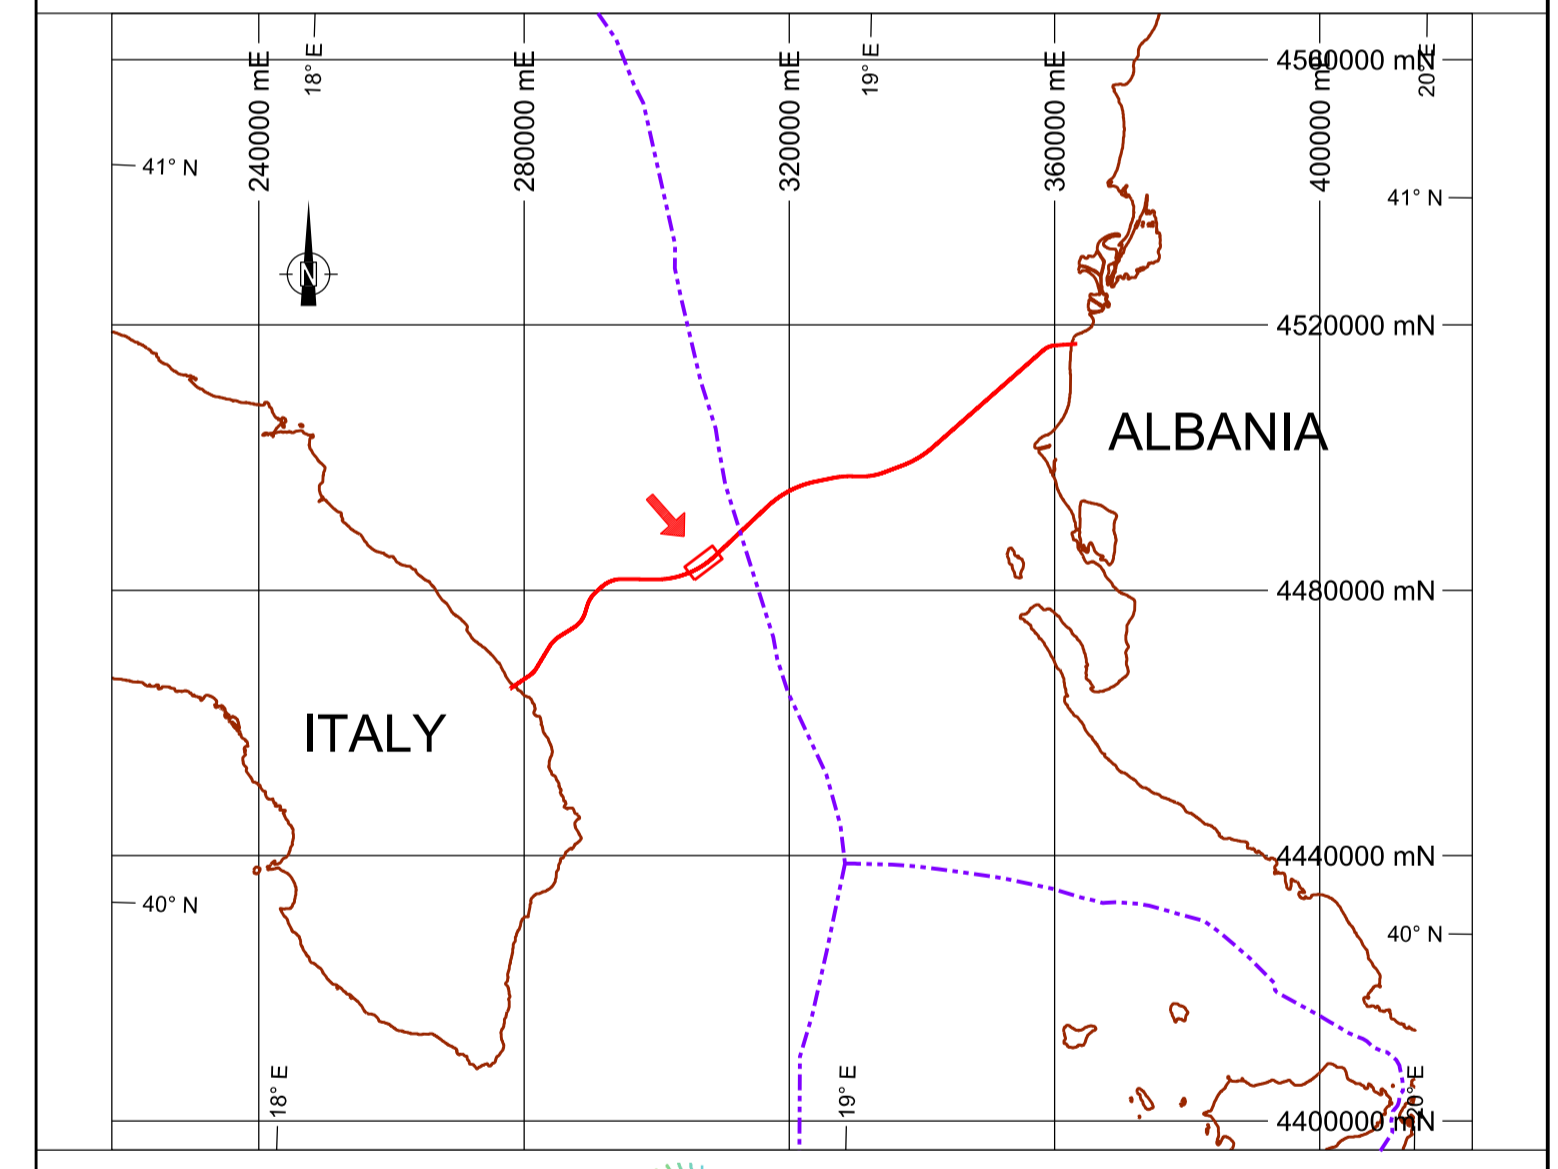 240000 mE
18° E
280000 mE
320000 mE
19° E
360000 mE
400000 mE
20° E
4560000 mN
41° N
41° N
N
4520000 mN
ALBANIA
4480000 mN
ITALY
4440000 mN
40° N
40° N
18° E
19° E
20° E
4400000 mN